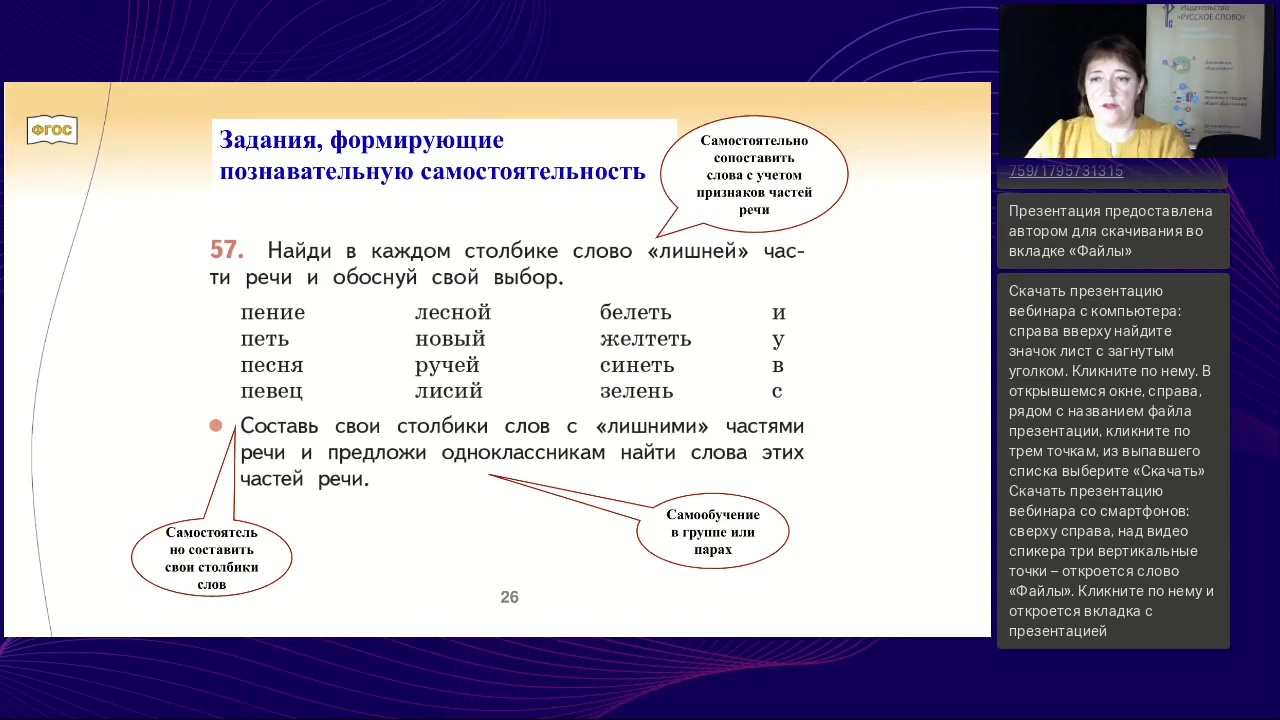 ФГОС
Задания, формирующие
познавательную самостоятельность
Самостоятельно
сопоставить
слова с учетом
признаков частей
речи
57. Найди в каждом столбике слово «лишней» час-
ти речи и обоснуй свой выбор.
пение лесной белеть и
петь новый желтеть у
песня ручей синеть в
певец лисий зелень с
Составь свои столбики слов с «лишними» частями
речи и предложи одноклассникам найти слова этих
частей речи.
Самостоятель
но составить
свои столбики
слов
Самообучение
в группе или
парах
26
Издательство
«РУССКОЕ СЛОВО»
759/1795731315
Презентация предоставлена
автором для скачивания во
вкладке «Файлы»
Скачать презентацию
вебинара с компьютера:
справа вверху найдите
значок лист с загнутым
уголком. Кликните по нему. В
открывшемся окне, справа,
рядом с названием файла
презентации, кликните по
трем точкам, из выпавшего
списка выберите «Скачать»
Скачать презентацию
вебинара со смартфонов:
сверху справа, над видео
спикера три вертикальные
точки – откроется слово
«Файлы». Кликните по нему и
откроется вкладка с
презентацией